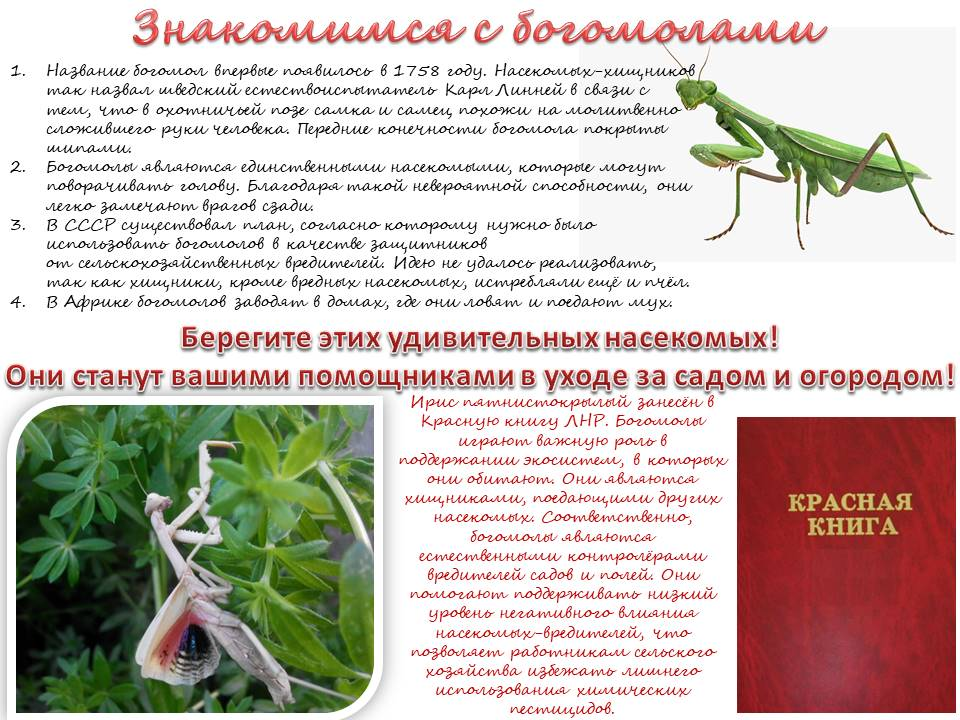 Знакомимся с богомолами
1. Название богомол впервые появилось в 1758 году. Насекомых-хищников
так назвал шведский естествоиспытатель Карл Линней в связи с
тем, что в охотничьей позе самка и самец похожи на молитвенно
сложившего руки человека. Передние конечности богомола покрыты
шипами.
2. Богомолы являются единственными насекомыми, которые могут
поворачивать голову. Благодаря такой невероятной способности, они
легко замечают врагов сзади.
3. В СССР существовал план, согласно которому нужно было
использовать богомолов в качестве защитников
от сельскохозяйственных вредителей. Идею не удалось реализовать,
так как хищники, кроме вредных насекомых, истребляли ещё и пчёл.
4. В Африке богомолов заводят в домах, где они ловят и поедают мух.
Берегите этих удивительных насекомых!
Они станут вашими помощниками в уходе за садом и огородом!
Ирис пятнистокрылый занесён в
Красную книгу ЛНР. Богомолы
играют важную роль в
поддержании экосистем, в которых
они обитают. Они являются
хищниками, поедающими других
насекомых. Соответственно,
богомолы являются
естественными контролёрами
вредителей садов и полей. Они
помогают поддерживать низкий
уровень негативного влияния
насекомых-вредителей, что
позволяет работникам сельского
хозяйства избежать лишнего
использования химических
пестицидов.
КРАСНАЯ
КНИГА